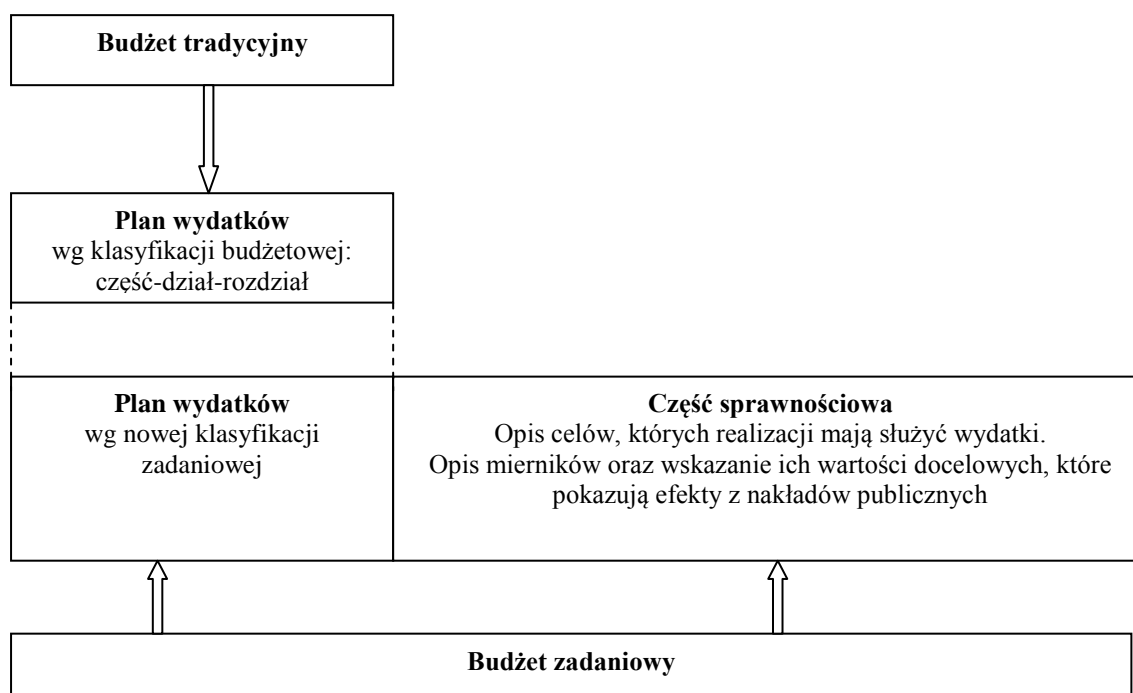 Budżet tradycyjny
Plan wydatków
wg klasyfikacji budżetowej:
część-dział-rozdział
Plan wydatków
wg nowej klasyfikacji
zadaniowej
Część sprawnościowa
Opis celów, których realizacji mają służyć wydatki.
Opis mierników oraz wskazanie ich wartości docelowych, które
pokazują efekty z nakładów publicznych
Budżet zadaniowy